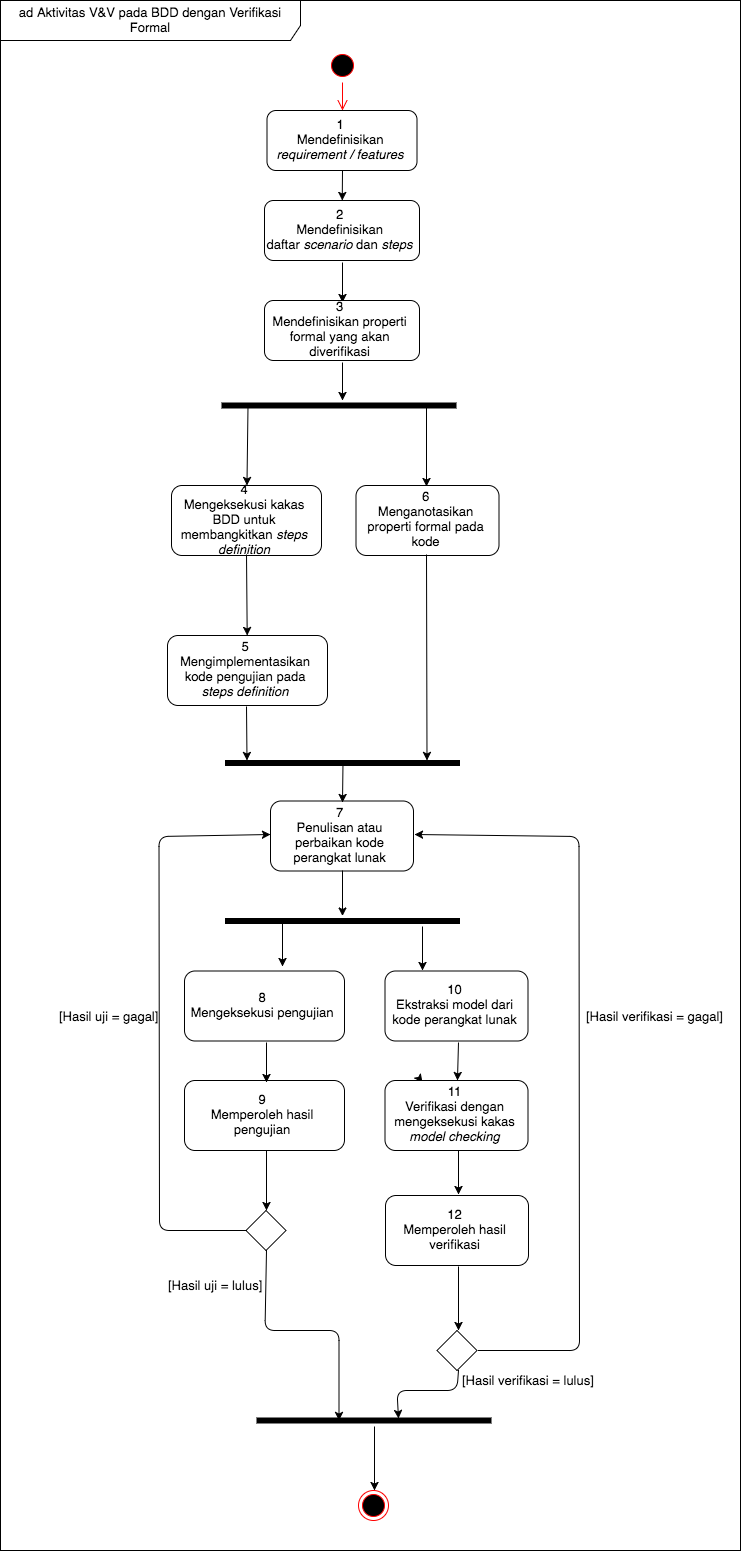 ad Aktivitas V&V pada BDD dengan Verifikasi
Formal
1
Mendefinisikan
requirement / features
2
Mendefinisikan
daftar scenario dan steps
3
Mendefinisikan properti
formal yang akan
diverifikasi
4
Mengeksekusi kakas
BDD untuk
membangkitkan steps
definition
6
Menganotasikan
properti formal pada
kode
5
Mengimplementasikan
kode pengujian pada
steps definition
7
Penulisan atau
perbaikan kode
perangkat lunak
8
Mengeksekusi pengujian
10
Ekstraksi model dari
kode perangkat lunak
[Hasil uji = gagal]
[Hasil verifikasi = gagal]
9
Memperoleh hasil
pengujian
11
Verifikasi dengan
mengeksekusi kakas
model checking
12
Memperoleh hasil
verifikasi
[Hasil uji = lulus]
[Hasil verifikasi = lulus]